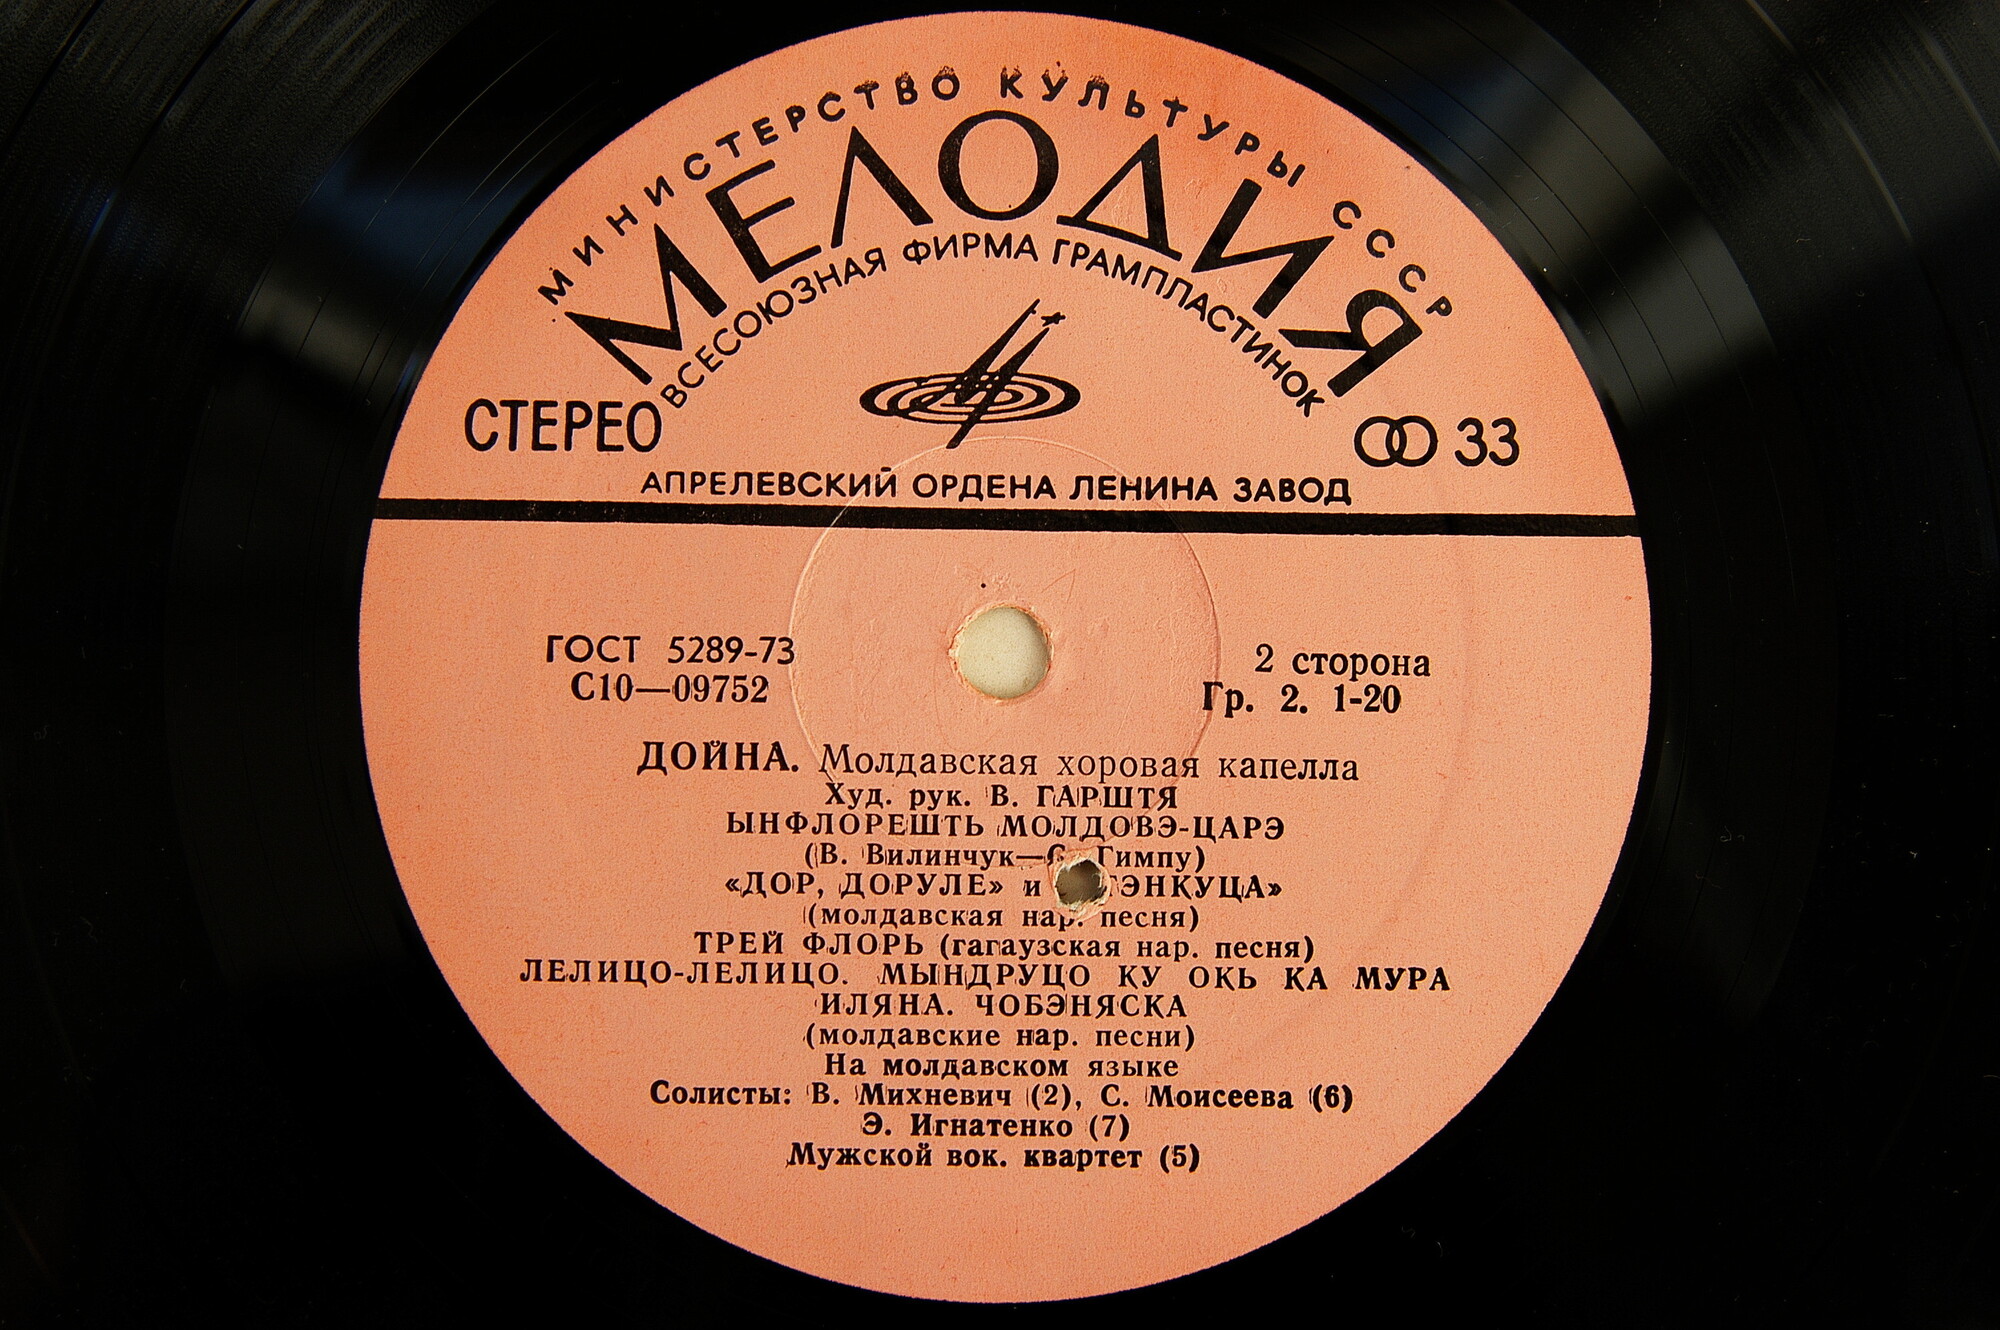 МИНИСТЕРСТВО КУЛЬТУРЫ СССР
МЕЛОДИЯ
ВСЕСОЮЗНАЯ ФИРМА ГРАМПЛАСТИНОК
СТЕРЕО
33
АПРЕЛЕВСКИЙ ОРДЕНА ЛЕНИНА ЗАВОД
ГОСТ 5289-73
С10—09752
2 сторона
Гр. 2. 1-20
ДОЙНА. Молдавская хоровая капелла
Худ. рук. В. ГАРШТЯ
ЫНФЛОРЕШТЬ МОЛДОВЭ-ЦАРЭ
(В. Вилинчук— Гимпу)
«ДОР, ДОРУЛЕ» и
(молдавская нар. песня)
ТРЕЙ ФЛОРЬ (гагаузская нар. песня)
ЛЕЛИЦО-ЛЕЛИЦО. МЫНДРУЦО КУ ОКЬ КА МУРА
ИЛЯНА. ЧОБЭНЯСКА
(молдавские нар. песни)
На молдавском языке
Солисты: В. Михневич (2), С. Моисеева (6)
Э. Игнатенко (7)
Мужской вок. квартет (5)